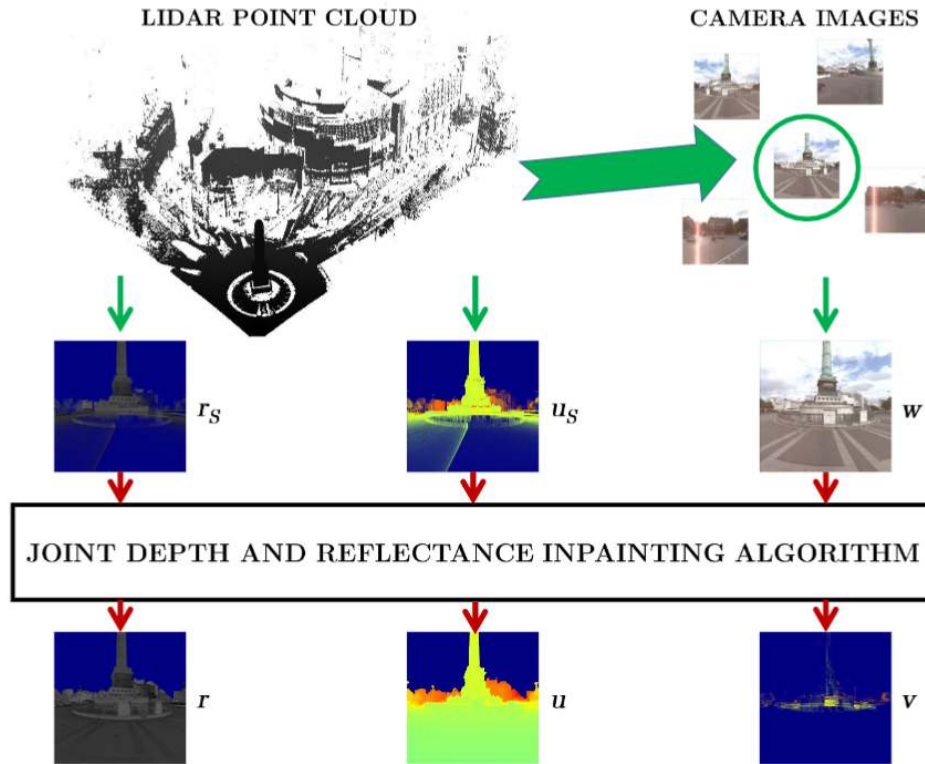 LIDAR POINT CLOUD
CAMERA IMAGES
r_S
u_S
w
JOINT DEPTH AND REFLECTANCE INPAINTING ALGORITHM
r
u
v